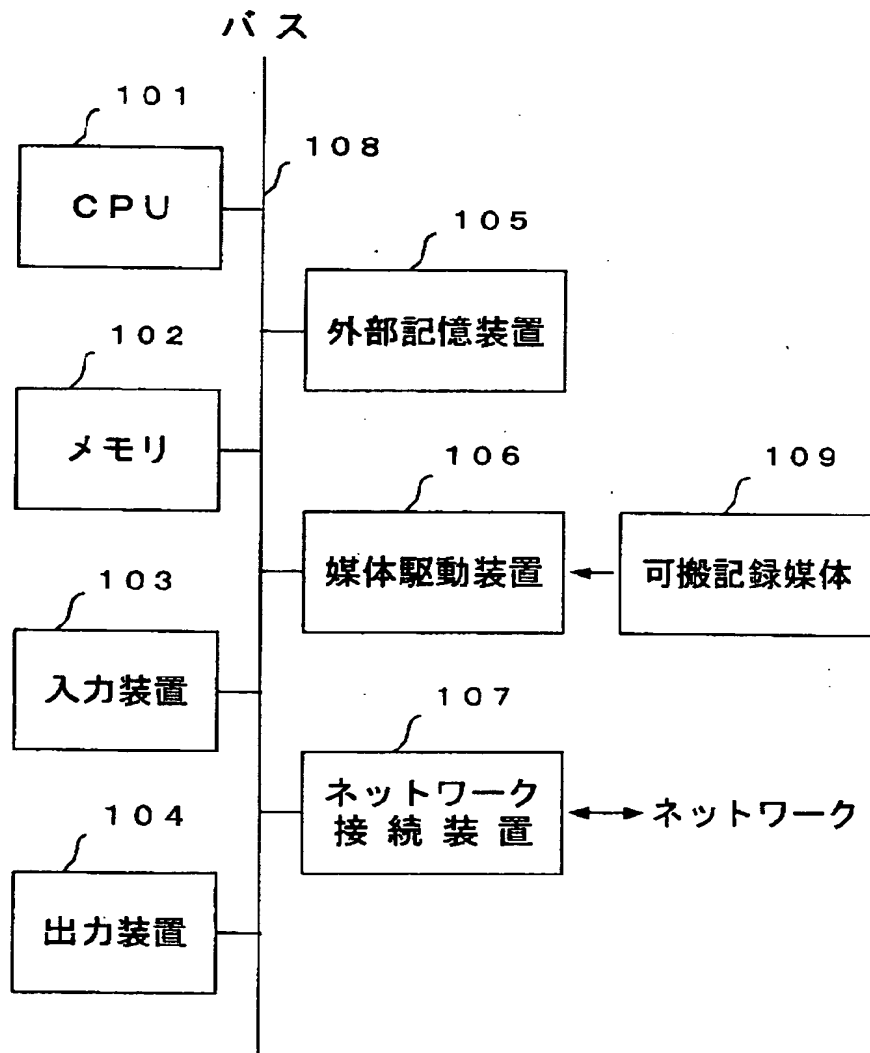 バス
101
108
CPU
105
外部記憶装置
102
メモリ
106
109
媒体駆動装置
可搬記録媒体
103
入力装置
107
ネットワーク
接続装置
ネットワーク
104
出力装置